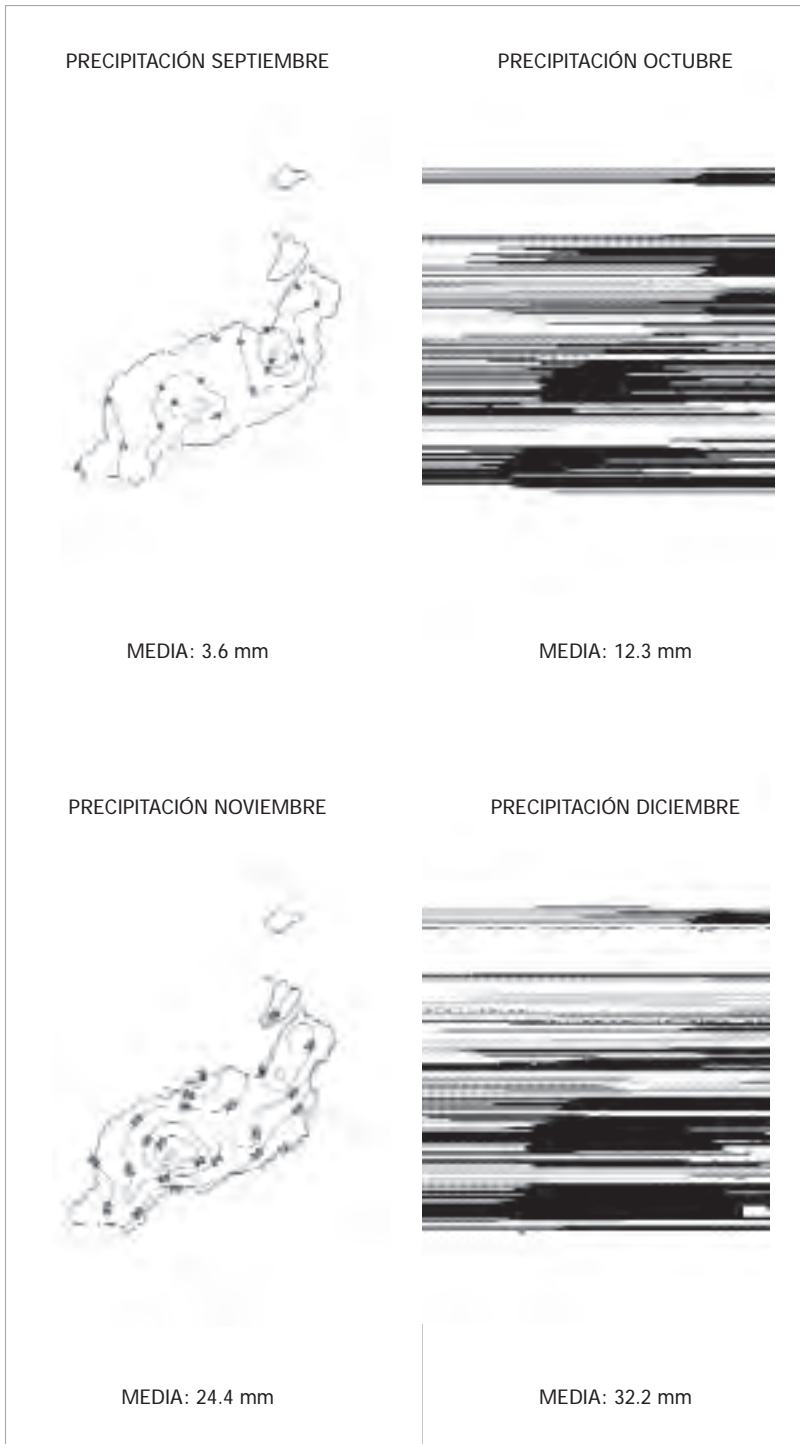 PRECIPITACIÓN SEPTIEMBRE
PRECIPITACIÓN OCTUBRE
MEDIA: 3.6 mm
MEDIA: 12.3 mm
PRECIPITACIÓN NOVIEMBRE
PRECIPITACIÓN DICIEMBRE
MEDIA: 24.4 mm
MEDIA: 32.2 mm